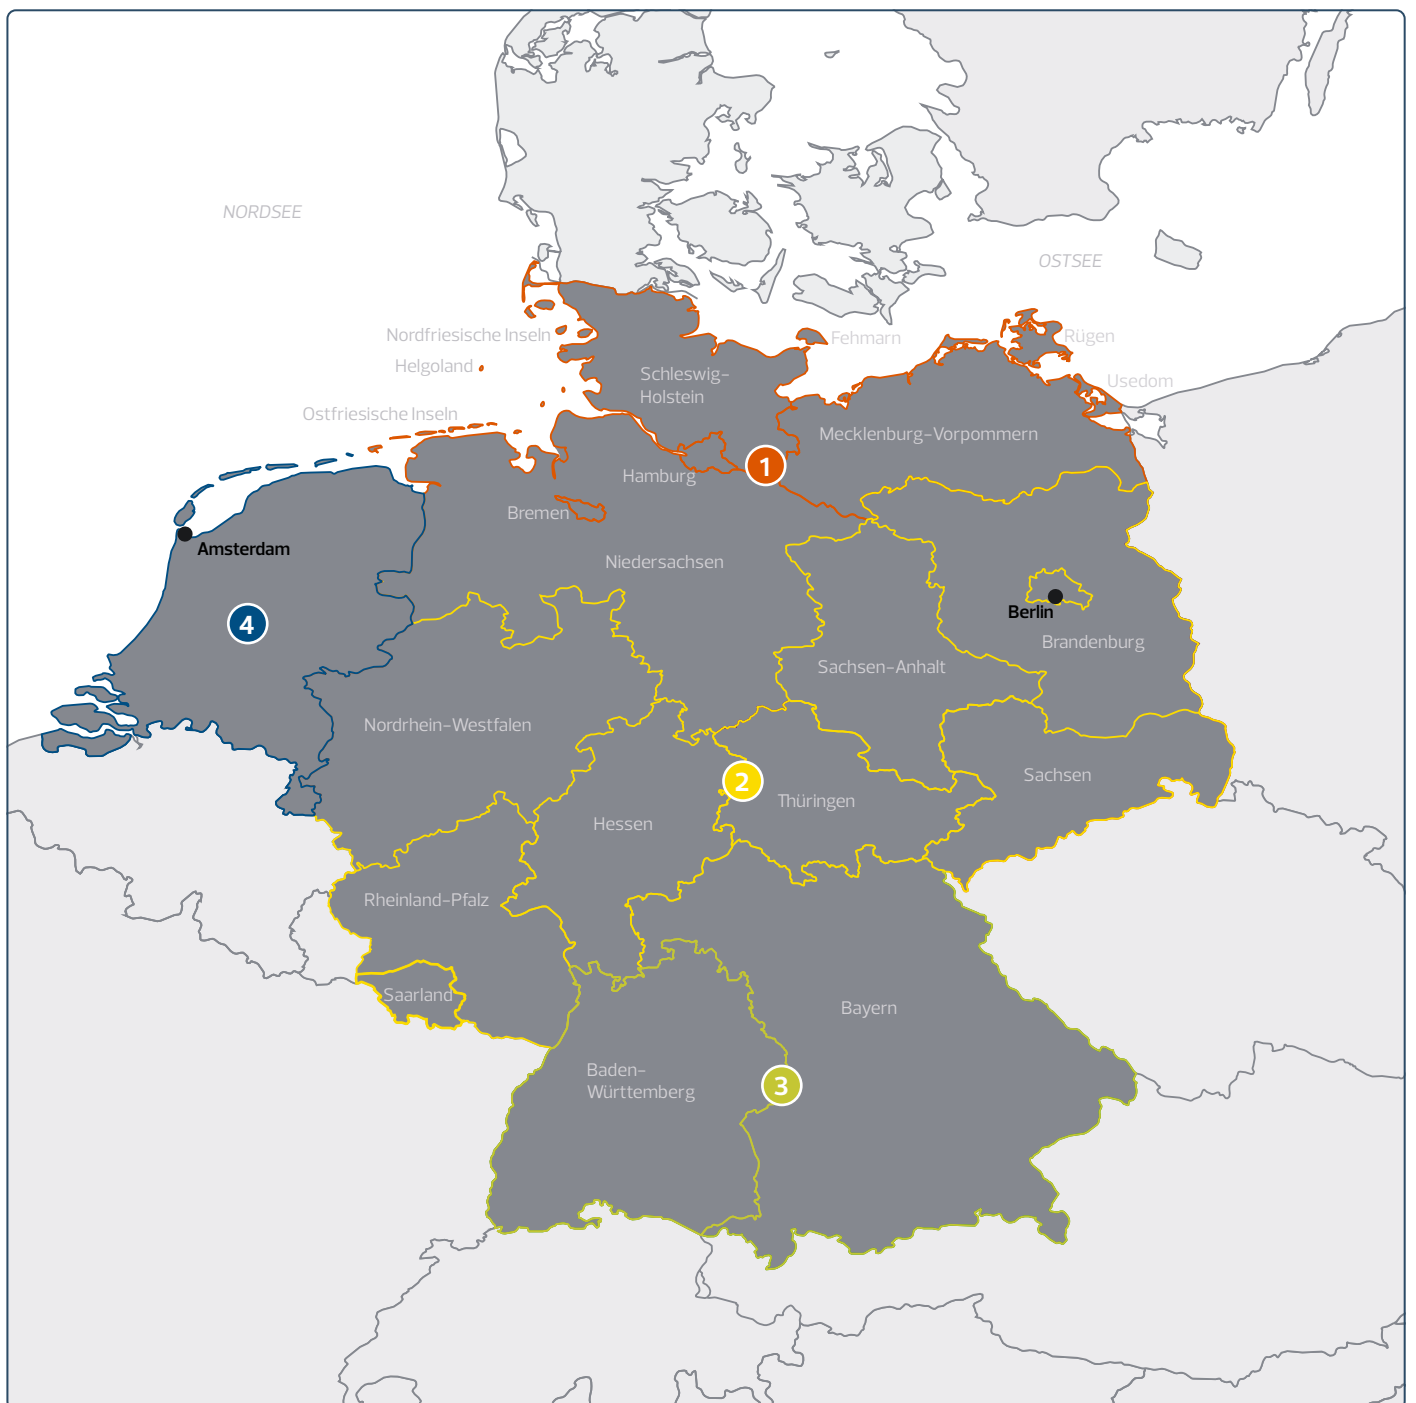 NORDSEE
OSTSEE
Nordfriesische Inseln
Fehmarn
Rügen
Helgoland
Schleswig-
Holstein
Usedom
Ostfriesische Inseln
Mecklenburg-Vorpommern
1
Hamburg
Bremen
Amsterdam
Niedersachsen
4
Berlin
Brandenburg
Sachsen-Anhalt
Nordrhein-Westfalen
2
Sachsen
Thüringen
Hessen
Rheinland-Pfalz
Saarland
Bayern
Baden-
Württemberg
3